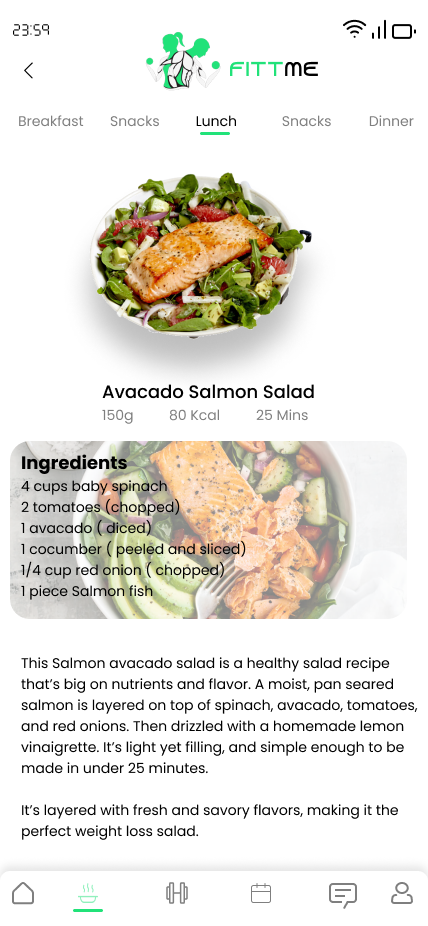 23:59
FITTME
Breakfast Snacks Lunch Snacks Dinner
Avacado Salmon Salad
150g 80 Kcal 25 Mins
Ingredients
4 cups baby spinach
2 tomatoes (chopped)
1 avacado ( diced)
1 cocumber ( peeled and sliced)
1/4 cup red onion ( chopped)
1 piece Salmon fish
This Salmon avacado salad is a healthy salad recipe
that’s big on nutrients and flavor. A moist, pan seared
salmon is layered on top of spinach, avacado, tomatoes,
and red onions. Then drizzled with a homemade lemon
vinaigrette. It’s light yet filling, and simple enough to be
made in under 25 minutes.
It’s layered with fresh and savory flavors, making it the
perfect weight loss salad.